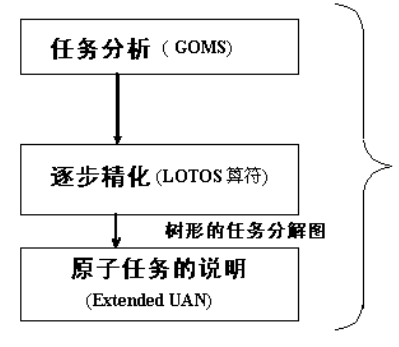 任务分析（ GOMS)
逐步精化(LOTOS 算符)
树形的任务分解图
原子任务的说明
(Extended UAN)